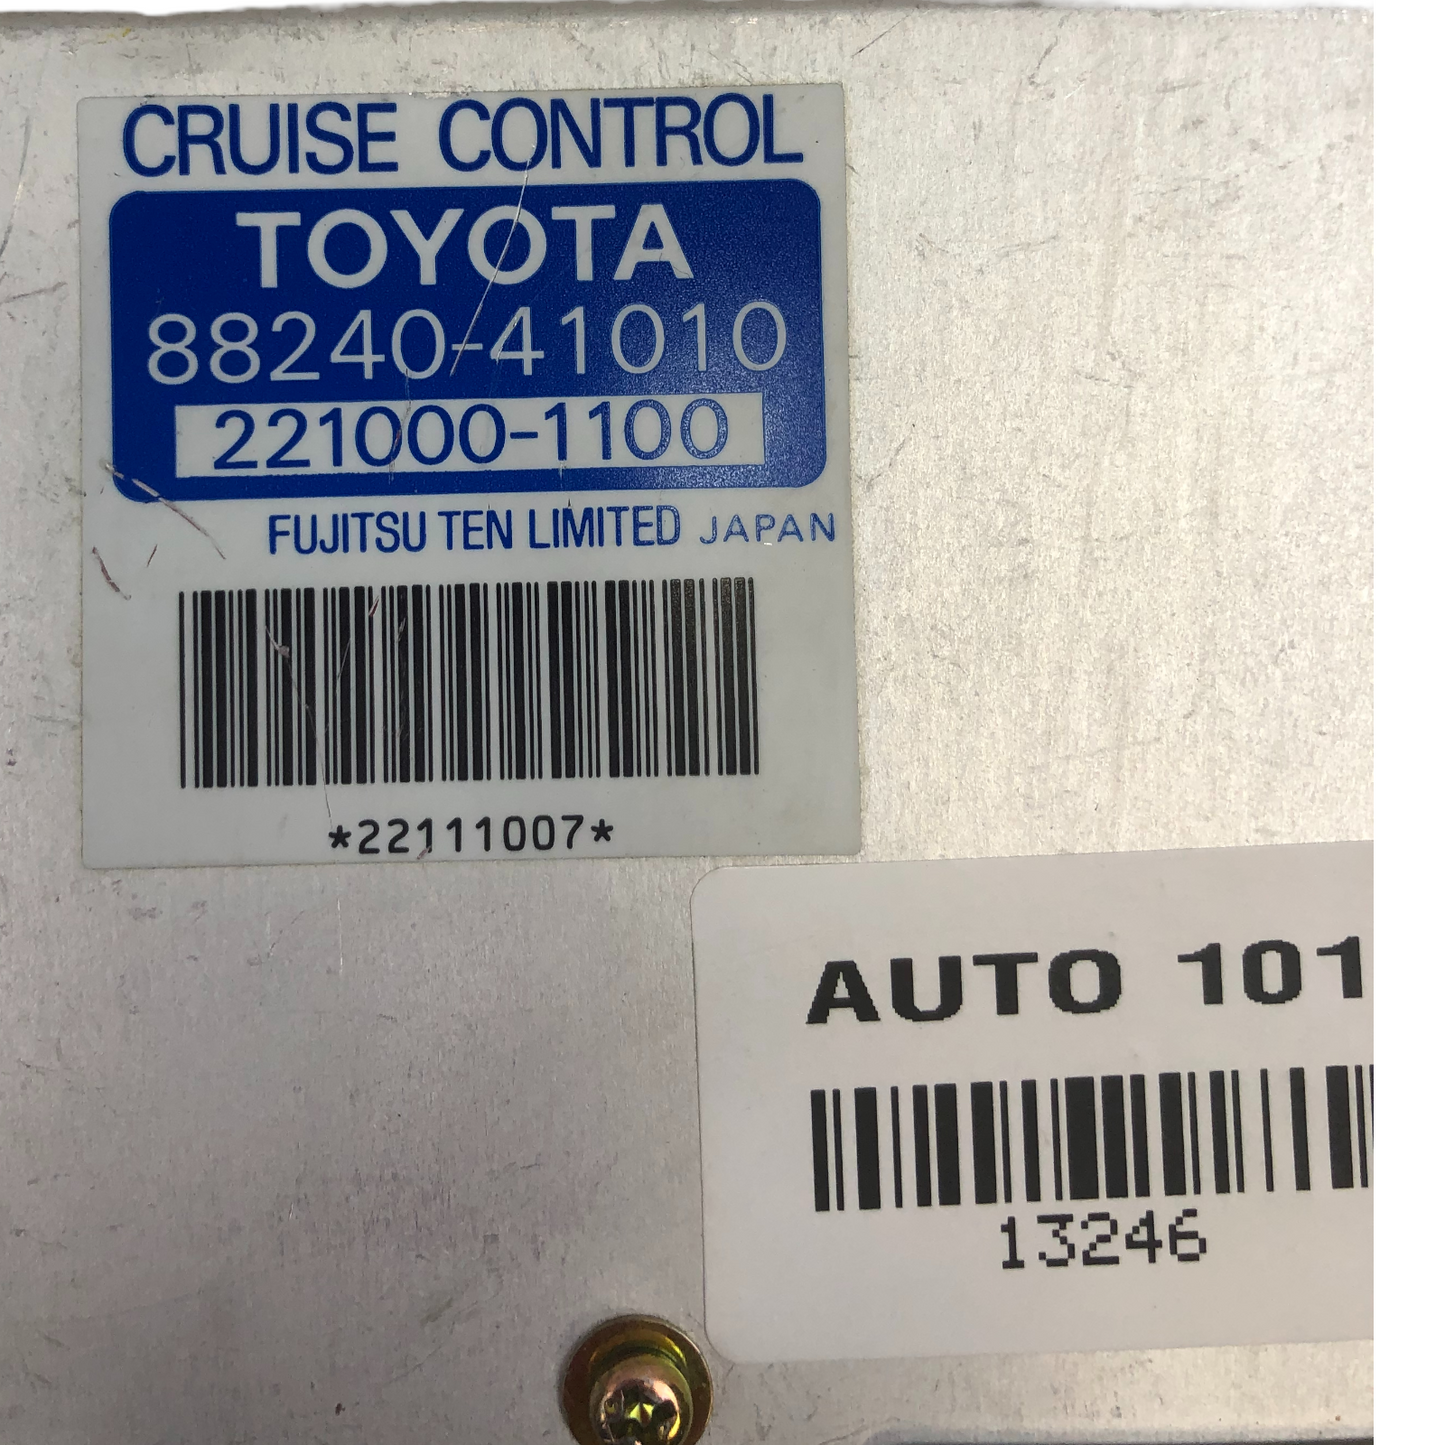 CRUISE CONTROL
TOYOTA
88240-41010
221000-1100
FUJITSU TEN LIMITED JAPAN
*22111007*
AUTO 101
13246